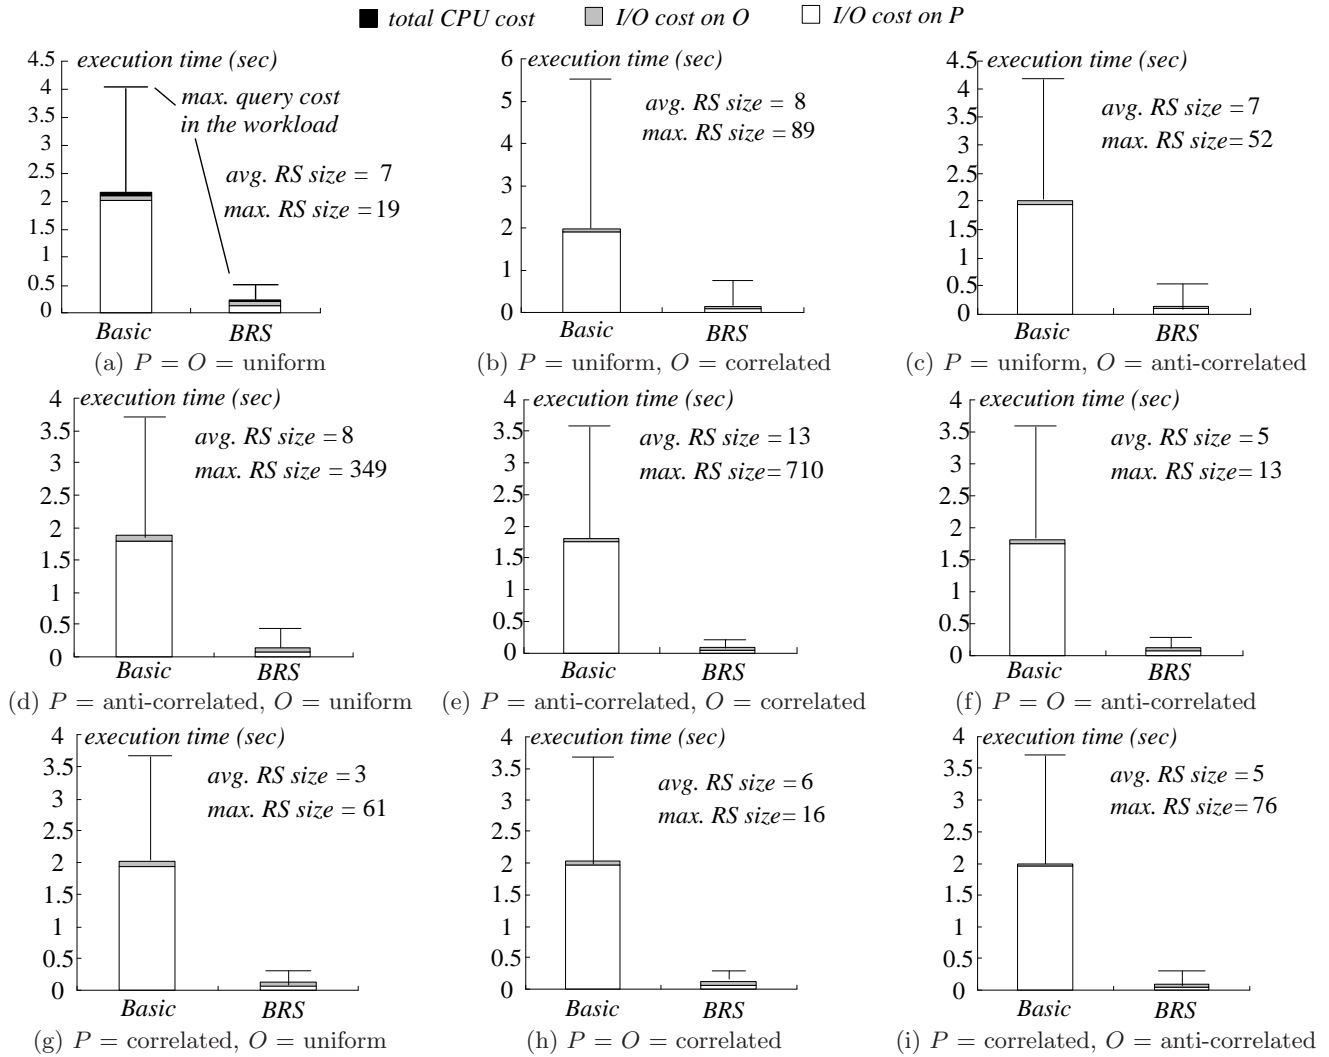 total CPU cost I/O cost on O I/O cost on P
execution time (sec)
4.5
4
3.5
3
2.5
2
1.5
1
0.5
0
max. query cost
in the workload
avg. RS size = 7
max. RS size = 19
Basic BRS
(a) P = O = uniform
execution time (sec)
6
5
4
3
2
1
0
avg. RS size = 8
max. RS size = 89
Basic BRS
(b) P = uniform, O = correlated
execution time (sec)
4.5
4
3.5
3
2.5
2
1.5
1
0.5
0
avg. RS size = 7
max. RS size = 52
Basic BRS
(c) P = uniform, O = anti-correlated
execution time (sec)
4
3.5
3
2.5
2
1.5
1
0.5
0
avg. RS size = 8
max. RS size = 349
Basic BRS
(d) P = anti-correlated, O = uniform
execution time (sec)
4
3.5
3
2.5
2
1.5
1
0.5
0
avg. RS size = 13
max. RS size = 710
Basic BRS
(e) P = anti-correlated, O = correlated
execution time (sec)
4
3.5
3
2.5
2
1.5
1
0.5
0
avg. RS size = 5
max. RS size = 13
Basic BRS
(f) P = O = anti-correlated
execution time (sec)
4
3.5
3
2.5
2
1.5
1
0.5
0
avg. RS size = 3
max. RS size = 61
Basic BRS
(g) P = correlated, O = uniform
execution time (sec)
4
3.5
3
2.5
2
1.5
1
0.5
0
avg. RS size = 6
max. RS size = 16
Basic BRS
(h) P = O = correlated
execution time (sec)
4
3.5
3
2.5
2
1.5
1
0.5
0
avg. RS size = 5
max. RS size = 76
Basic BRS
(i) P = correlated, O = anti-correlated